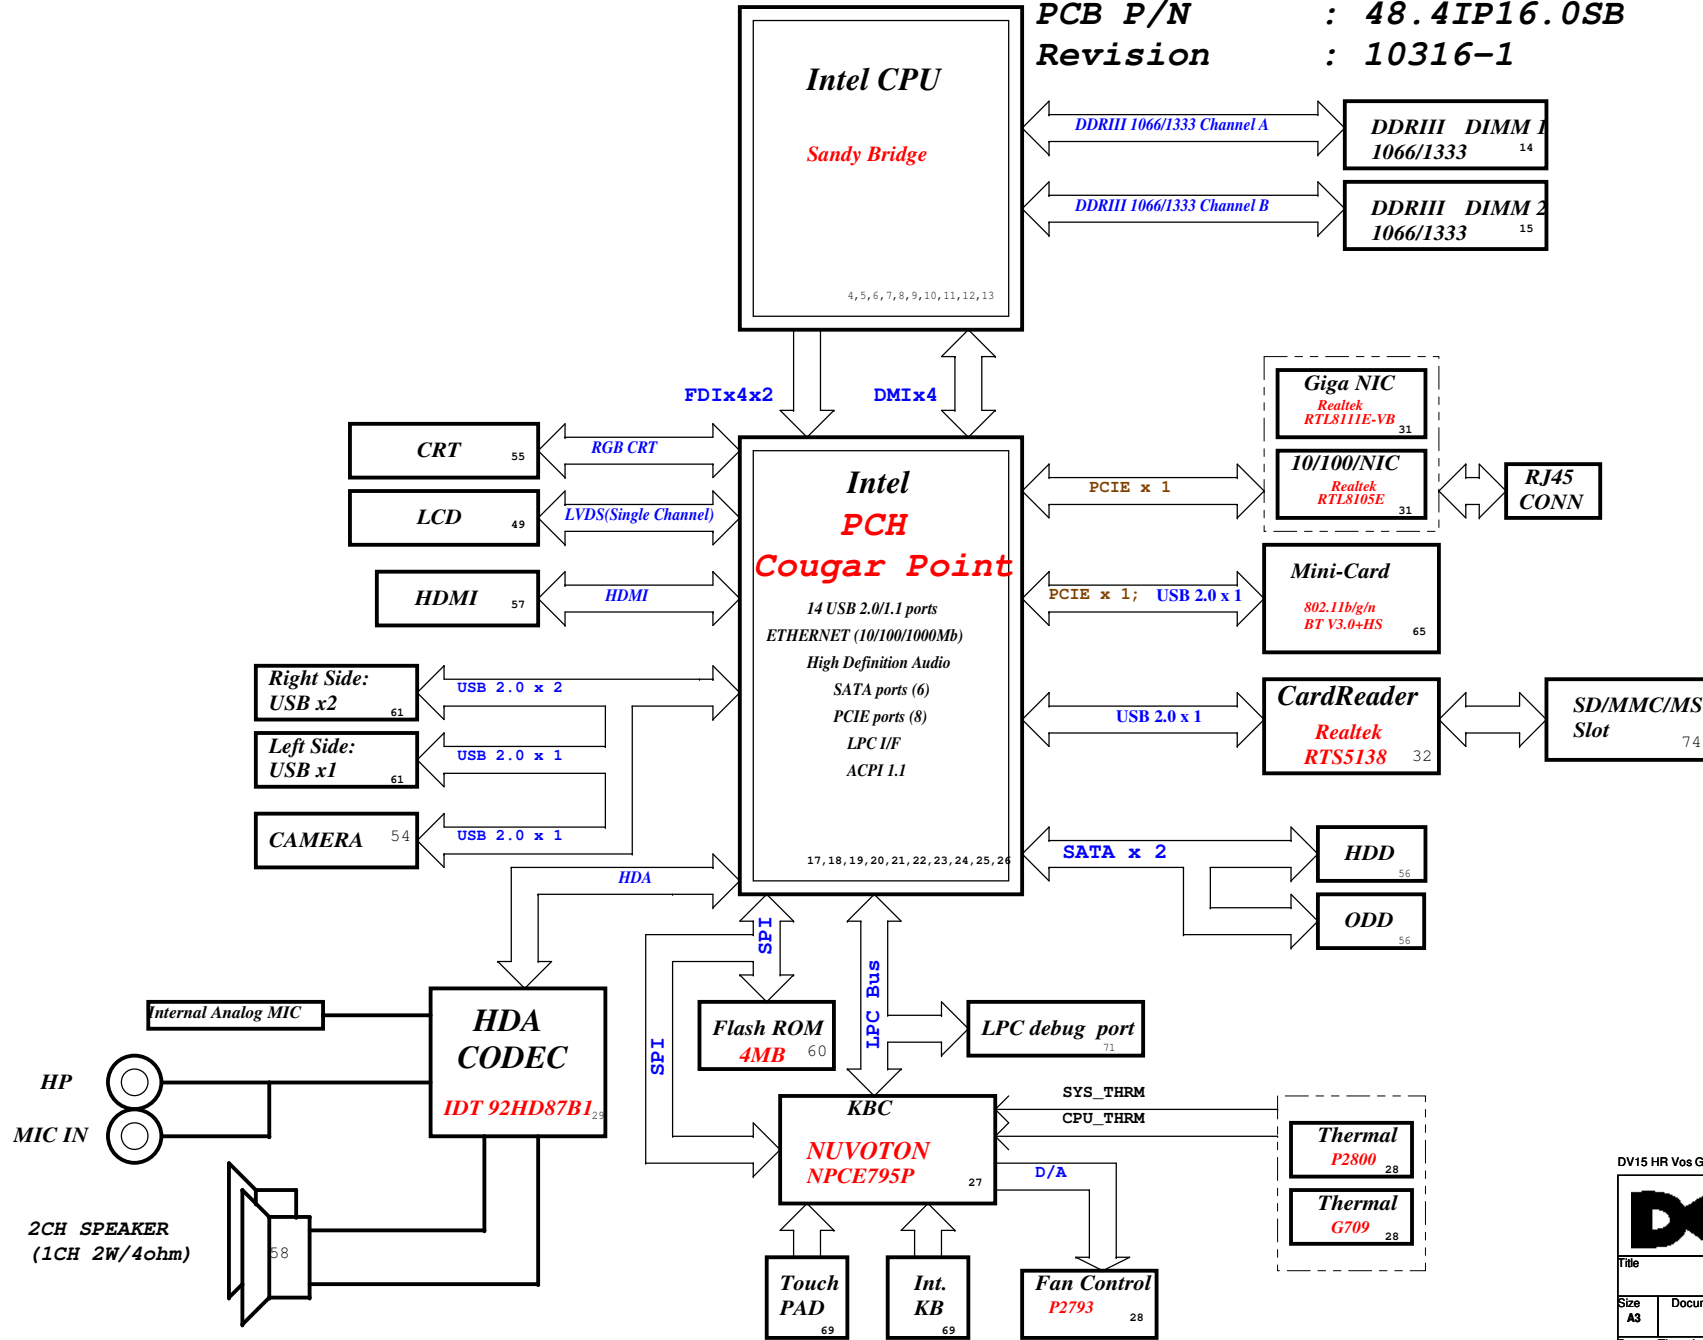 PCB P/N : 48.4IP16.0SB
Revision : 10316-1
Intel CPU
Sandy Bridge
4,5,6,7,8,9,10,11,12,13
DDRIII 1066/1333 Channel A
DDRIII DIMM 1
1066/1333 14
DDRIII 1066/1333 Channel B
DDRIII DIMM 2
1066/1333 15
FDIx4x2
DMIx4
CRT 55
RGB CRT
LCD 49
LVDS(Single Channel)
HDMI 57
HDMI
Right Side:
USB x2 61
USB 2.0 x 2
Left Side:
USB x1 61
USB 2.0 x 1
CAMERA 54
USB 2.0 x 1
HDA
Intel
PCH
Cougar Point
14 USB 2.0/1.1 ports
ETHERNET (10/100/1000Mb)
High Definition Audio
SATA ports (6)
PCIE ports (8)
LPC I/F
ACPI 1.1
17,18,19,20,21,22,23,24,25,26
PCIE x 1
Giga NIC
Realtek
RTL8111E-VB 31
10/100/NIC
Realtek
RTL8105E 31
RJ45
CONN
PCIE x 1; USB 2.0 x 1
Mini-Card
802.11b/g/n
BT V3.0+HS 65
USB 2.0 x 1
CardReader
Realtek
RTS5138 32
SD/MMC/MS
Slot 74
SATA x 2
HDD
56
ODD
56
SPI
SPI
LPC Bus
Flash ROM
4MB 60
LPC debug port
71
Internal Analog MIC
HP
MIC IN
HDA
CODEC
IDT 92HD87B1 29
2CH SPEAKER
(1CH 2W/4ohm)
58
KBC
NUVOTON
NPCE795P 27
SYS_THRM
CPU_THRM
D/A
Thermal
P2800 28
Thermal
G709 28
Touch
PAD
69
Int.
KB
69
Fan Control
P2793 28
DV15 HR Vos G
Title
Size
A3